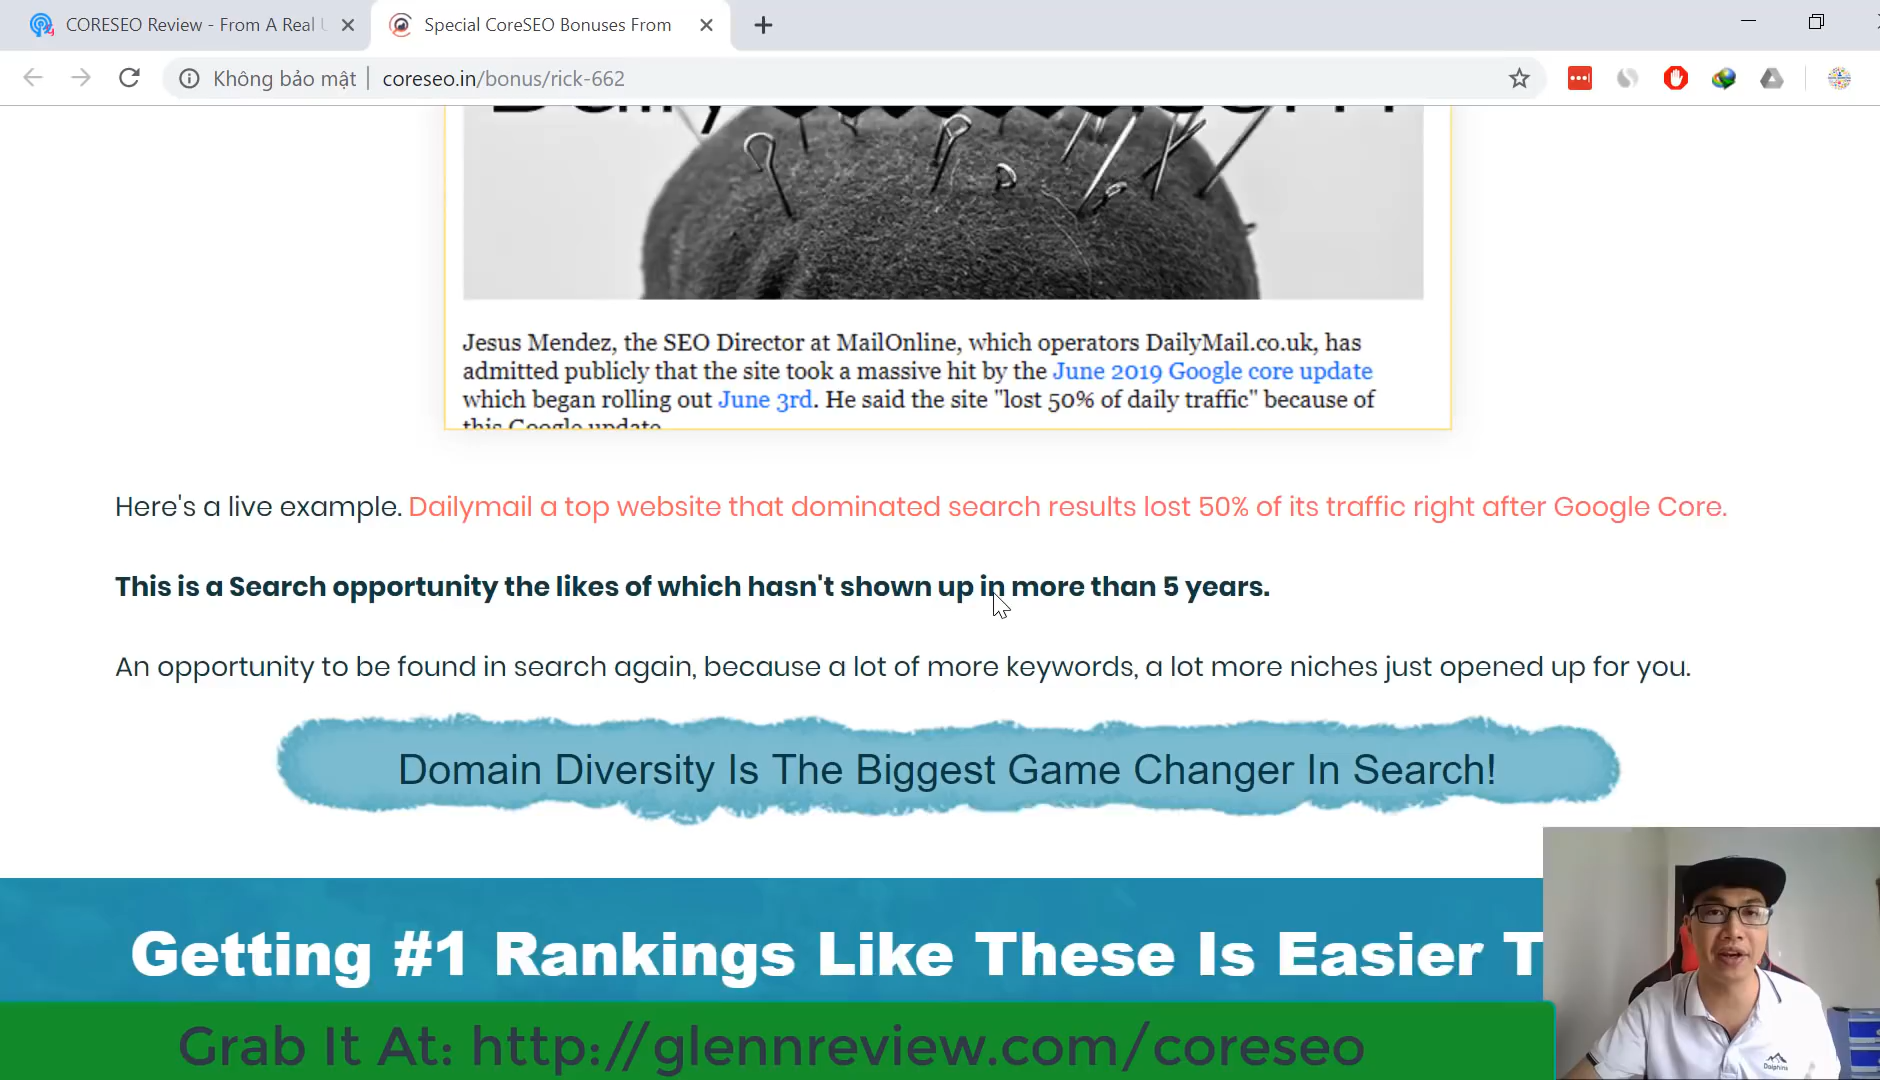 CORESEO Review - From A Real
Special CoreSEO Bonuses From
Không bảo mật
coreseo.in/bonus/rick-662
Jesus Mendez, the SEO Director at MailOnline, which operators DailyMail.co.uk, has
admitted publicly that the site took a massive hit by the June 2019 Google core update
which began rolling out June 3rd. He said the site "lost 50% of daily traffic" because of
this Google update.
Here's a live example. Dailymail a top website that dominated search results lost 50% of its traffic right after Google Core.
This is a Search opportunity the likes of which hasn't shown up in more than 5 years.
An opportunity to be found in search again, because a lot of more keywords, a lot more niches just opened up for you.
Domain Diversity Is The Biggest Game Changer In Search!
Getting #1 Rankings Like These Is Easier T
Grab It At: http://glennreview.com/coreseo
Dolphins